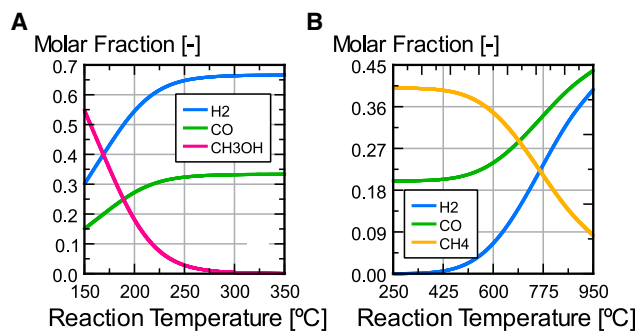 A
Molar Fraction [-]
0.7
0.6
0.5
0.4
0.3
0.2
0.1
0.0
H2
CO
CH3OH
150 200 250 300 350
Reaction Temperature [ºC]
B
Molar Fraction [-]
0.45
0.36
0.27
0.18
0.09
0.00
H2
CO
CH4
250 425 600 775 950
Reaction Temperature [ºC]